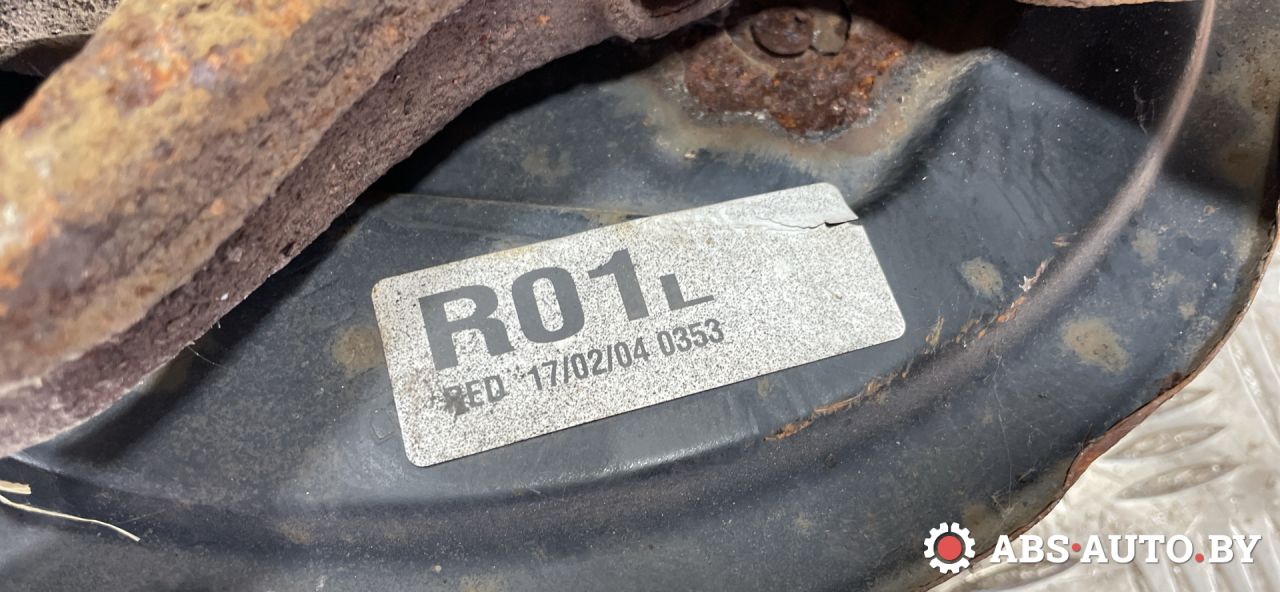 R01L
"RED" 17/02/04 0353
ABS·AUTO.BY